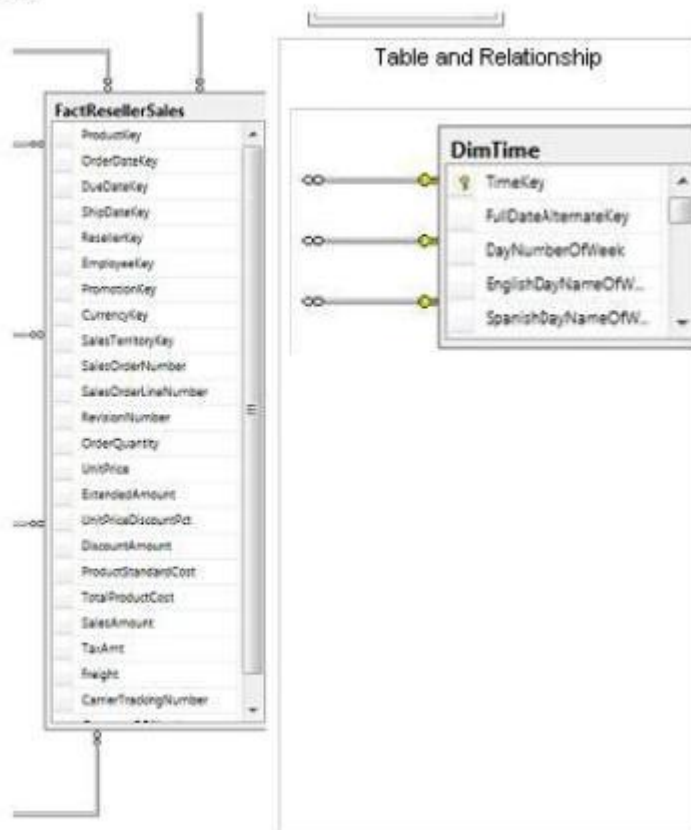 Table and Relationship
FactResellerSales
ProductKey
OrderDateKey
DueDateKey
ShipDateKey
ResellerKey
EmployeeKey
PromotionKey
CurrencyKey
SalesTerritoryKey
SalesOrderNumber
SalesOrderLineNumber
RevisionNumber
OrderQuantity
UnitPrice
ExtendedAmount
UnitPriceDiscountPct
DiscountAmount
ProductStandardCost
TotalProductCost
SalesAmount
TaxAmt
Freight
CarrierTrackingNumber
DimTime
TimeKey
FullDateAlternateKey
DayNumberOfWeek
EnglishDayNameOfW...
SpanishDayNameOfW...